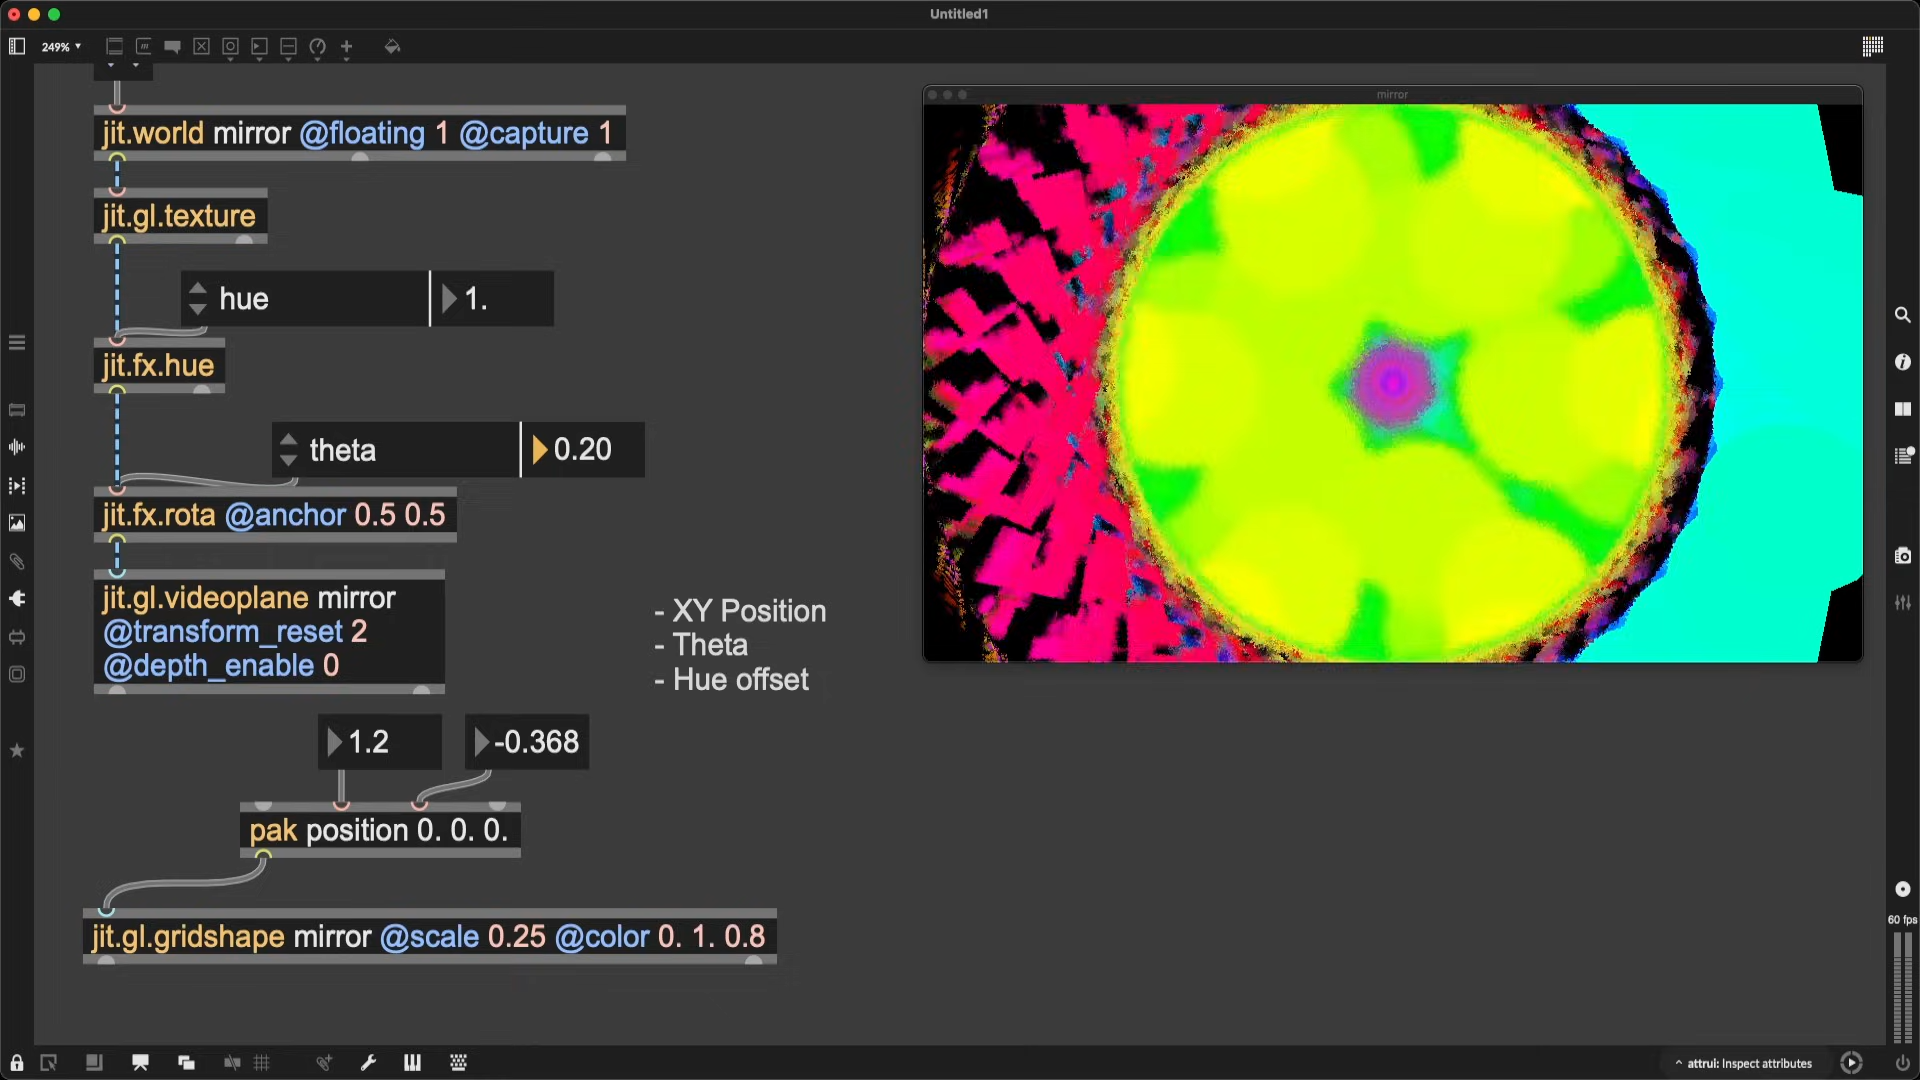 Untitled1
249%
mirror
jit.world mirror @floating 1 @capture 1
jit.gl.texture
hue 1.
jit.fx.hue
theta 0.20
jit.fx.rota @anchor 0.5 0.5
jit.gl.videoplane mirror
@transform_reset 2
@depth_enable 0
- XY Position
- Theta
- Hue offset
1.2 -0.368
pak position 0. 0. 0.
jit.gl.gridshape mirror @scale 0.25 @color 0. 1. 0.8
60 fps
attrui: Inspect attributes